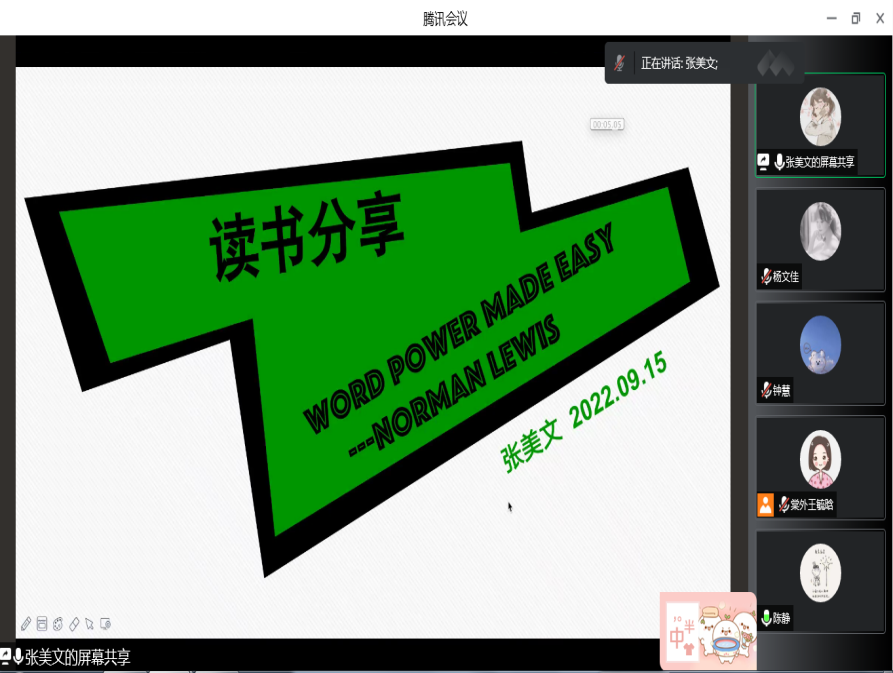 腾讯会议
正在讲话: 张美文;
00:05:05
读书分享
WORD POWER MADE EASY
---NORMAN LEWIS
张美文 2022.09.15
张美文的屏幕共享
杨文佳
钟慧
棠外王毓晗
陈静
中
半
张美文的屏幕共享